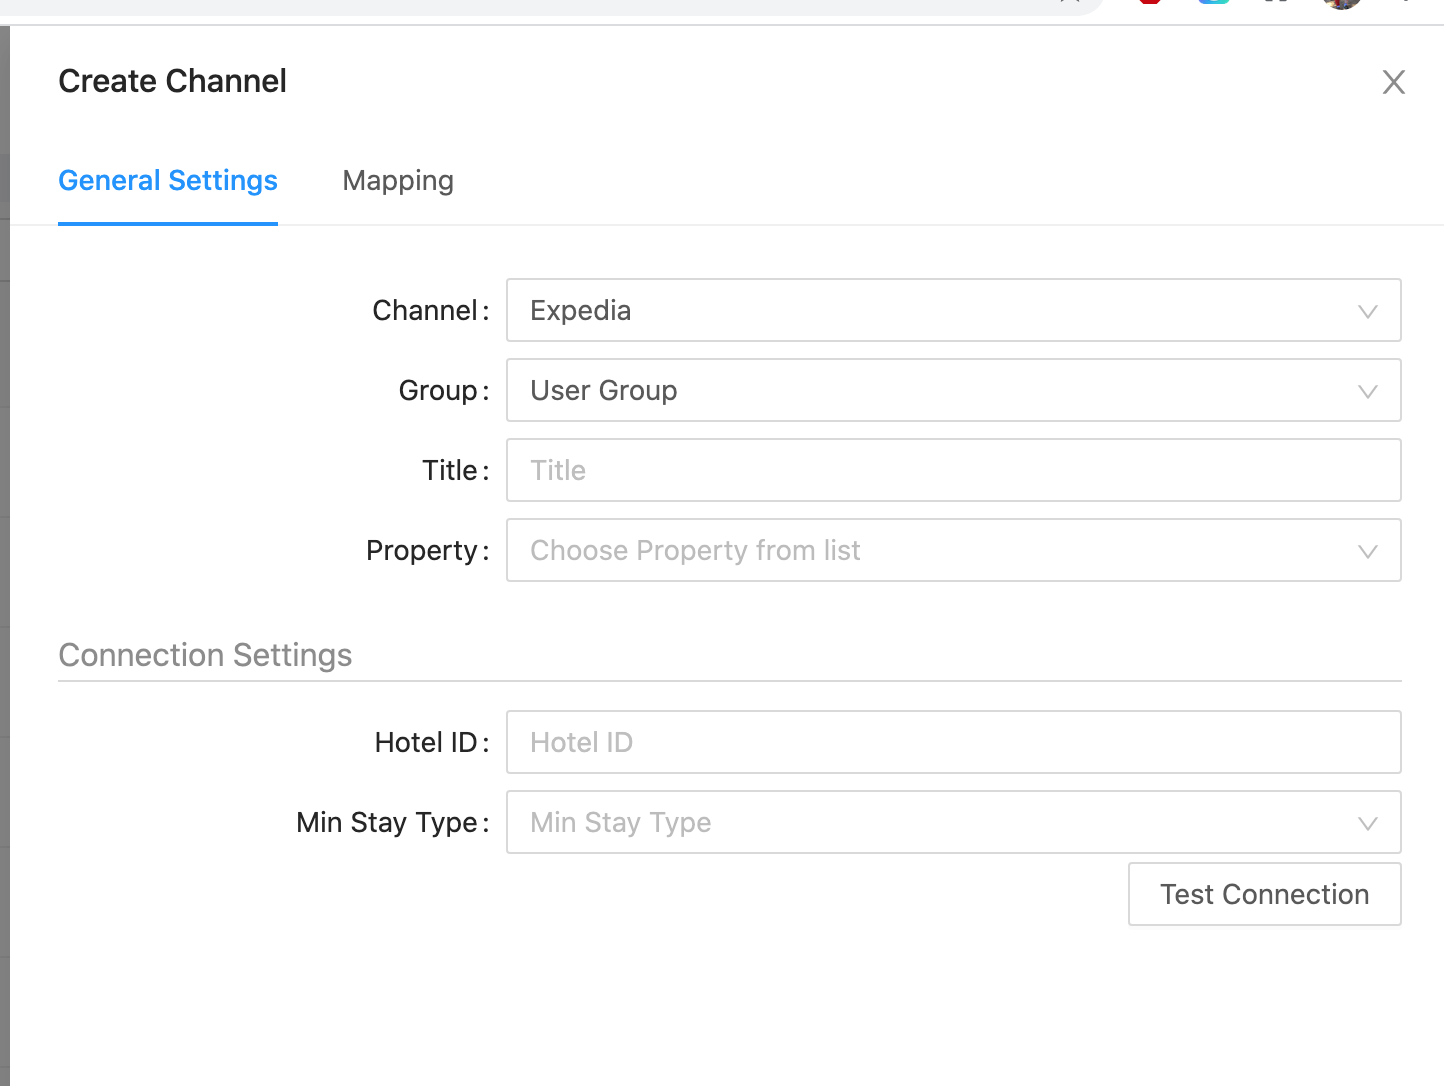 Create Channel
General Settings Mapping
Channel: Expedia
Group: User Group
Title: Title
Property: Choose Property from list
Connection Settings
Hotel ID: Hotel ID
Min Stay Type: Min Stay Type
Test Connection